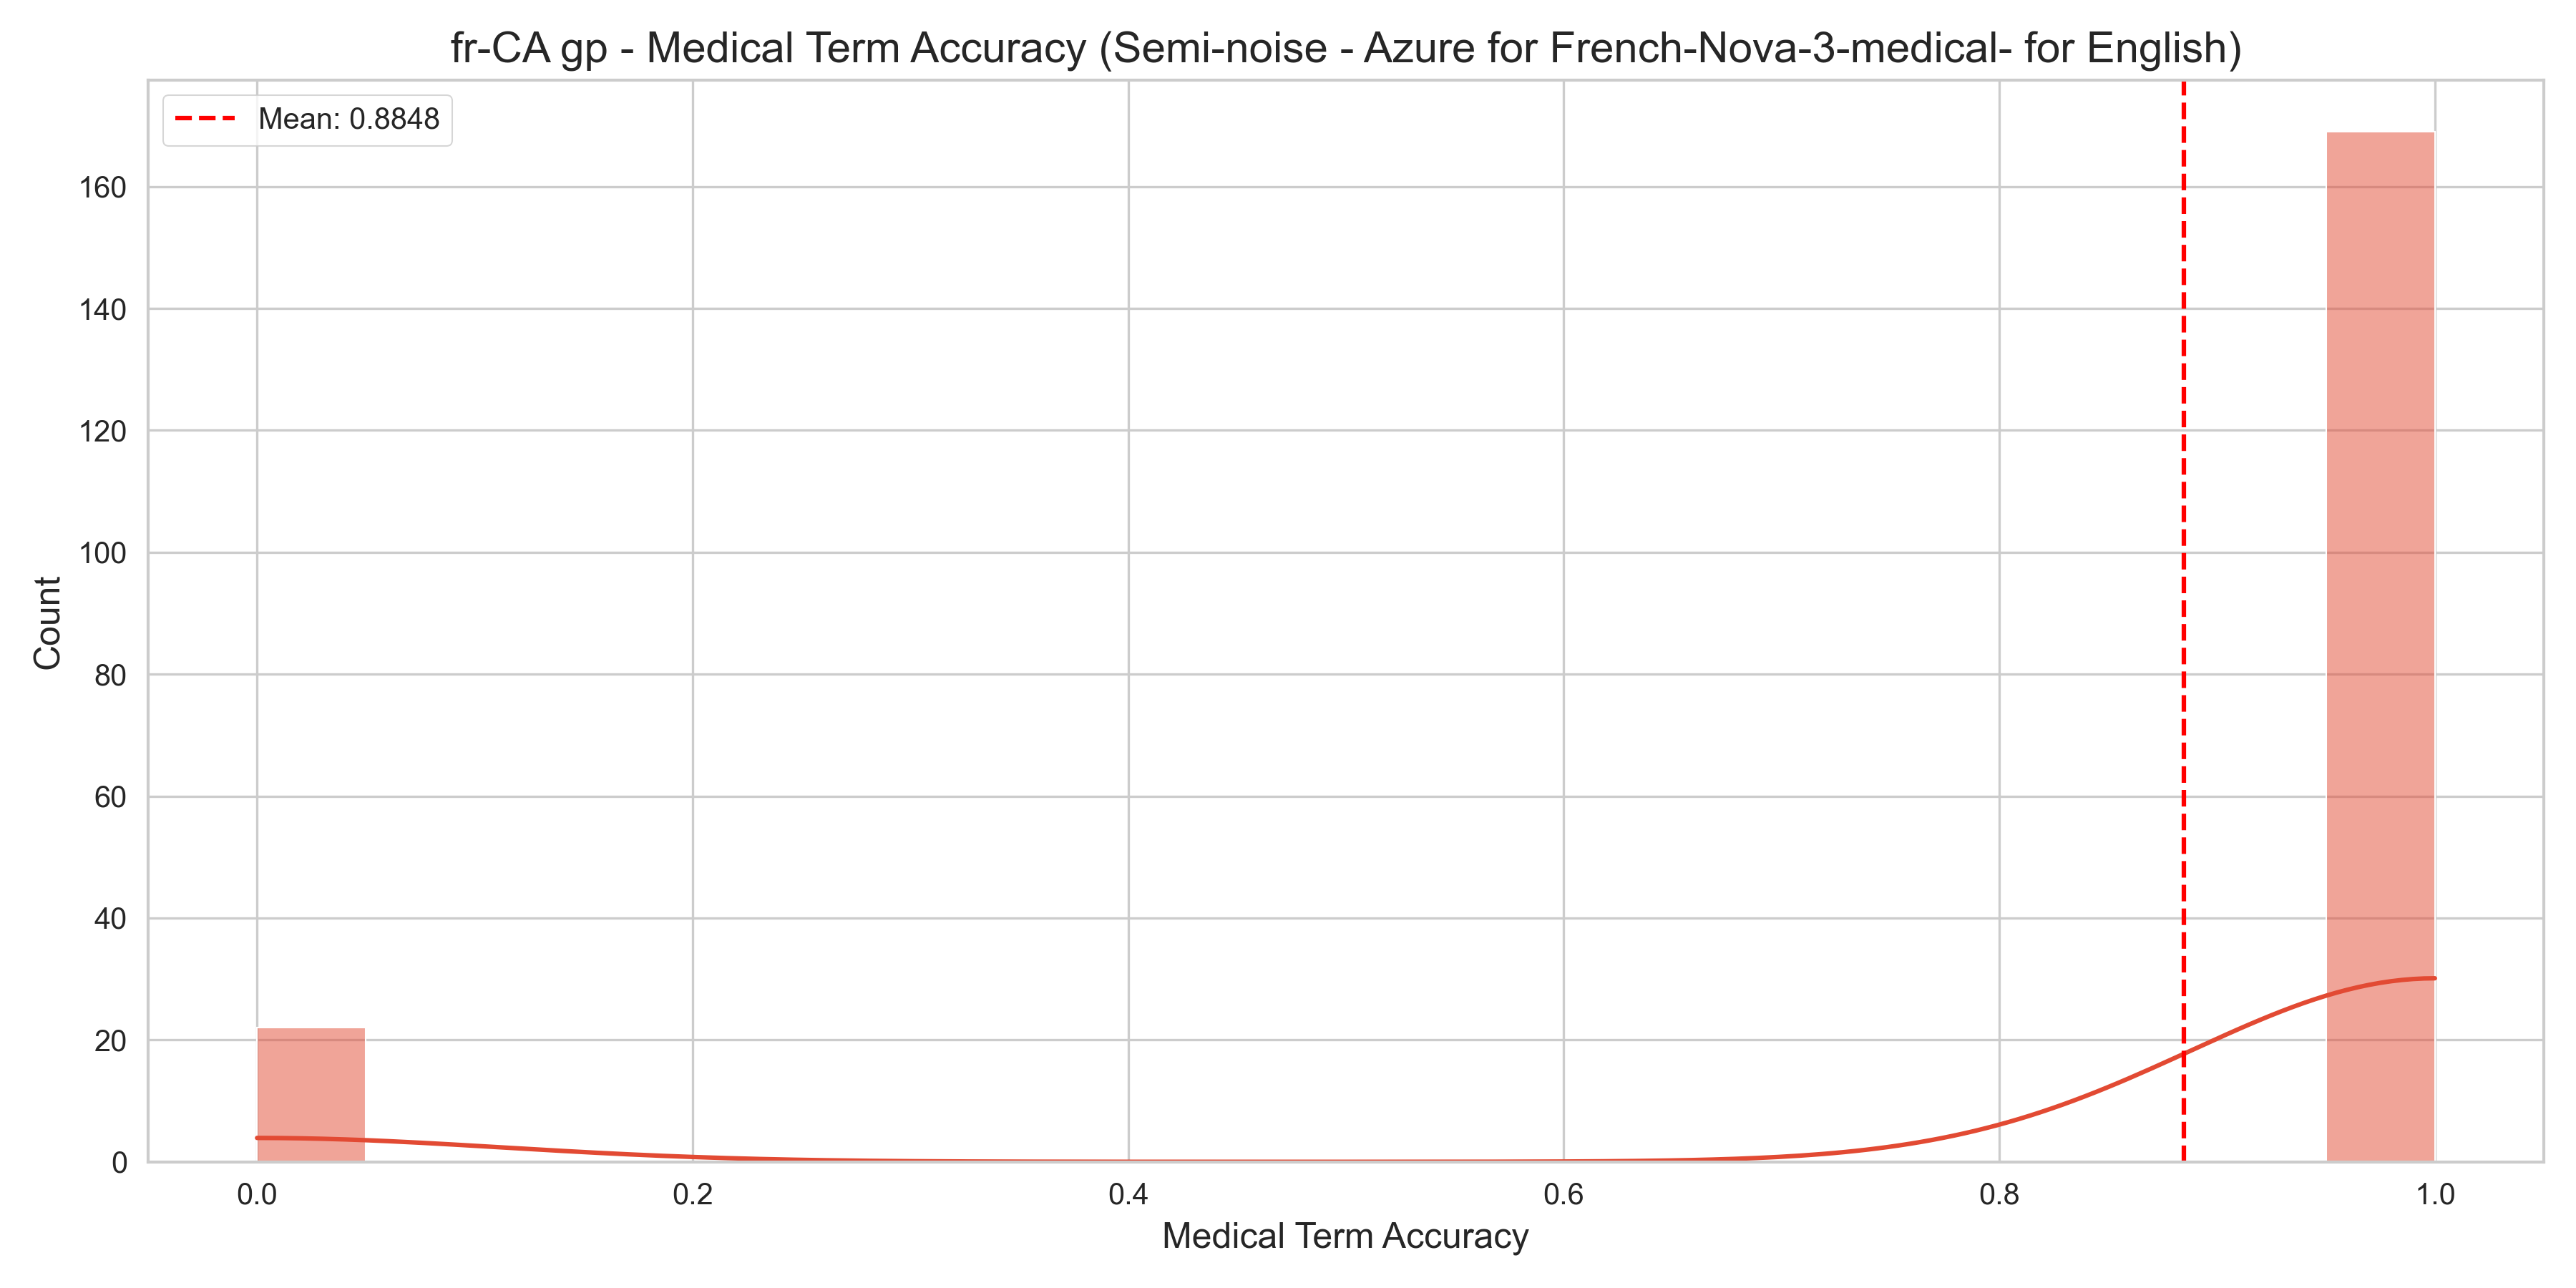 fr-CA gp - Medical Term Accuracy (Semi-noise - Azure for French-Nova-3-medical- for English)
Mean: 0.8848
160
140
120
100
80
60
40
20
0
Count
0.0 0.2 0.4 0.6 0.8 1.0
Medical Term Accuracy